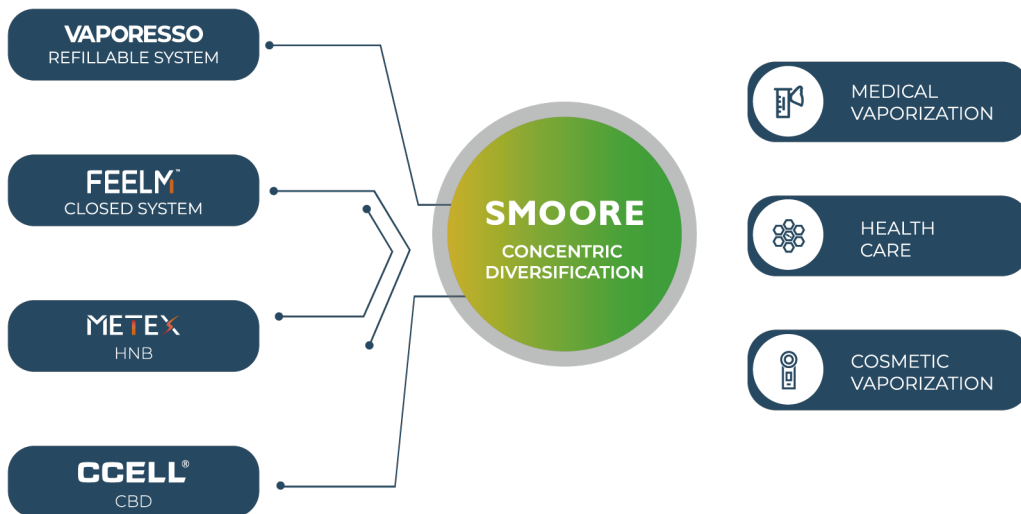 VAPORESSO
REFILLABLE SYSTEM
FEELM™
CLOSED SYSTEM
METEX
HNB
CCELL®
CBD
SMOORE
CONCENTRIC
DIVERSIFICATION
MEDICAL
VAPORIZATION
HEALTH
CARE
COSMETIC
VAPORIZATION